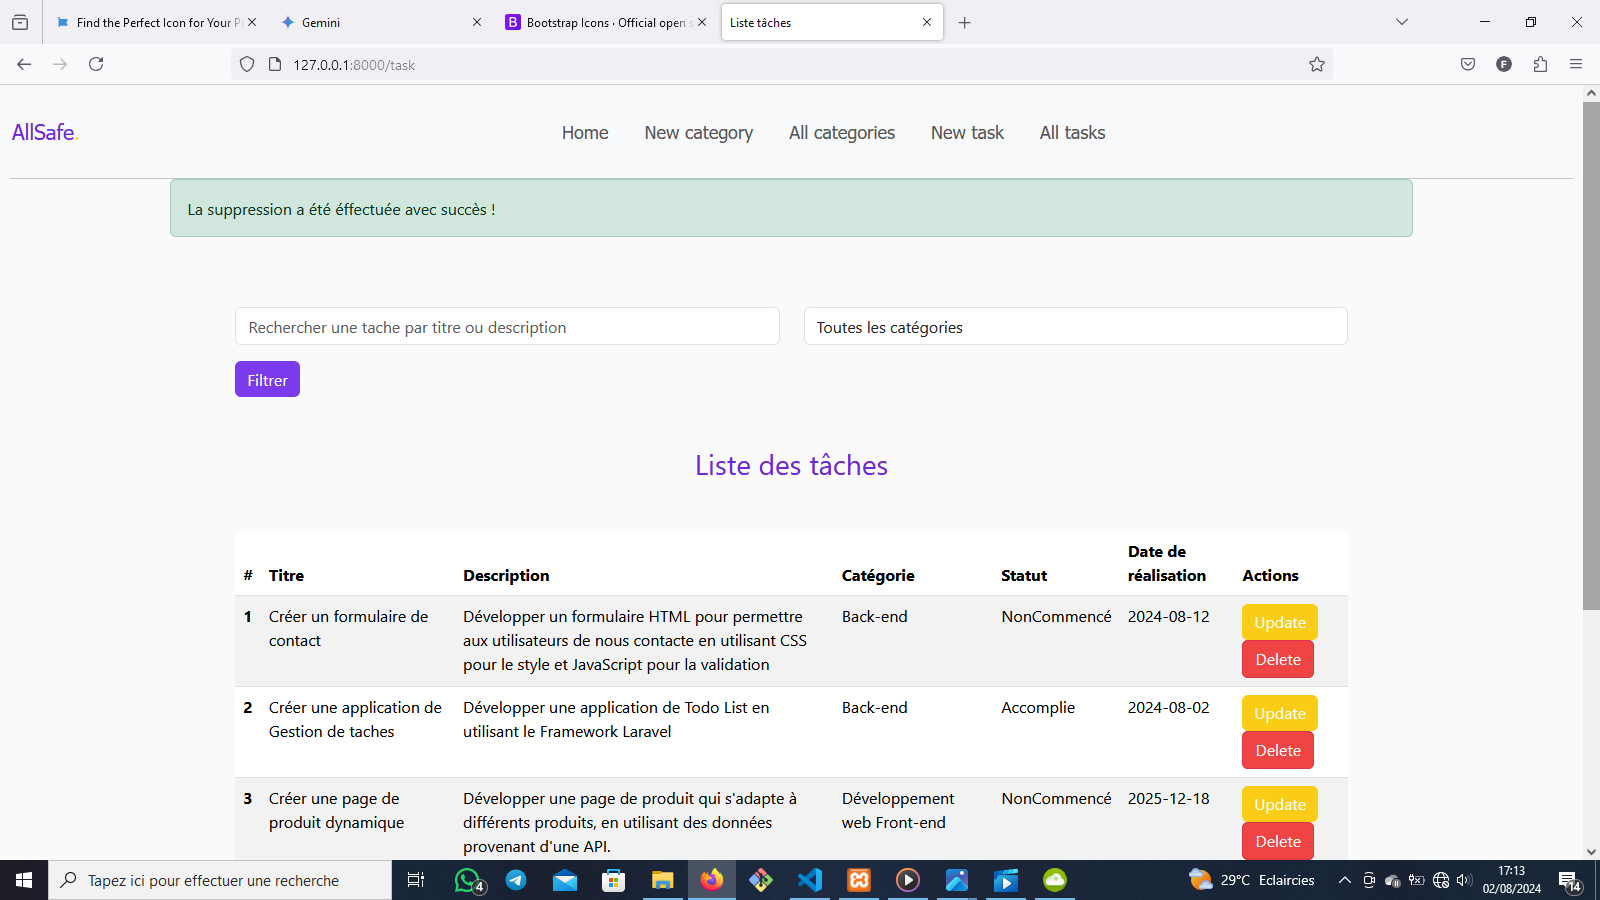 Find the Perfect Icon for Your Pr
Gemini
Bootstrap Icons · Official open s
Liste tâches
127.0.0.1:8000/task
F
AllSafe.
Home
New category
All categories
New task
All tasks
La suppression a été éffectuée avec succès !
Rechercher une tache par titre ou description
Toutes les catégories
Filtrer
Liste des tâches
# Titre Description Catégorie Statut Date de
réalisation Actions
1 Créer un formulaire de Développer un formulaire HTML pour permettre Back-end NonCommencé 2024-08-12 Update
contact aux utilisateurs de nous contacte en utilisant CSS
pour le style et JavaScript pour la validation Delete
2 Créer une application de Développer une application de Todo List en Back-end Accomplie 2024-08-02 Update
Gestion de taches utilisant le Framework Laravel Delete
3 Créer une page de Développer une page de produit qui s'adapte à Développement NonCommencé 2025-12-18 Update
produit dynamique différents produits, en utilisant des données web Front-end
provenant d'une API. Delete
Tapez ici pour effectuer une recherche
4
29°C Eclaircies
17:13
02/08/2024
14